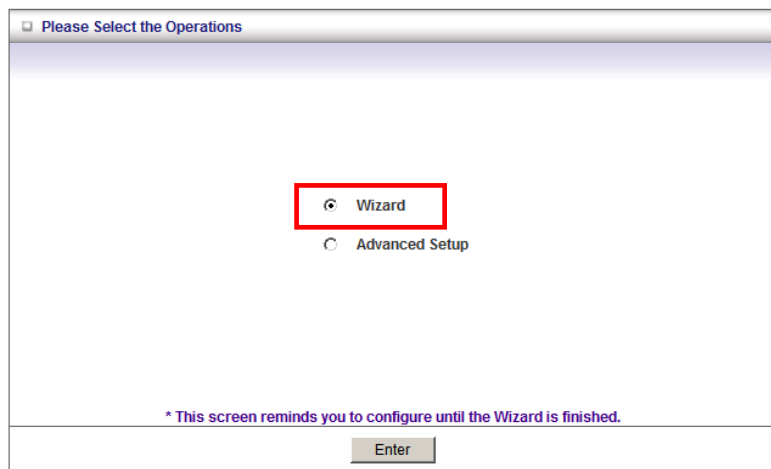 Please Select the Operations
Wizard
Advanced Setup
* This screen reminds you to configure until the Wizard is finished.
Enter